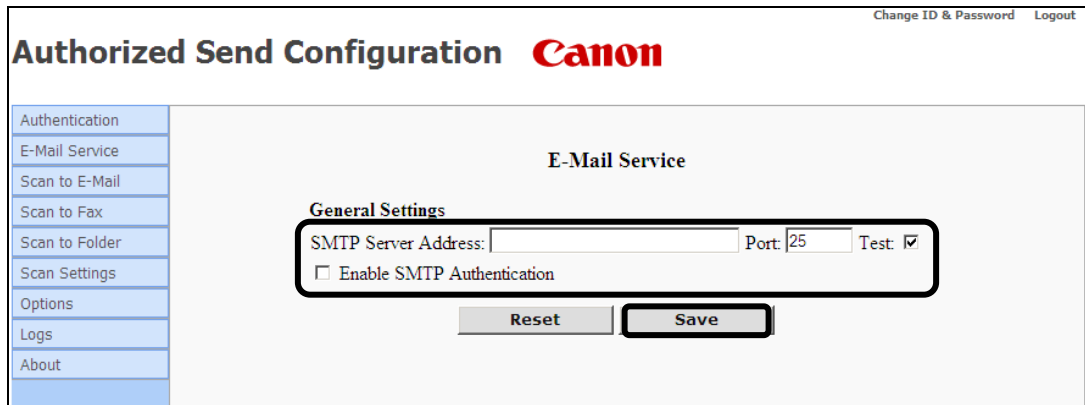 Change ID & Password Logout
Authorized Send Configuration Canon
Authentication
E-Mail Service
Scan to E-Mail
Scan to Fax
Scan to Folder
Scan Settings
Options
Logs
About
E-Mail Service
General Settings
SMTP Server Address: Port: 25 Test:
Enable SMTP Authentication
Reset Save